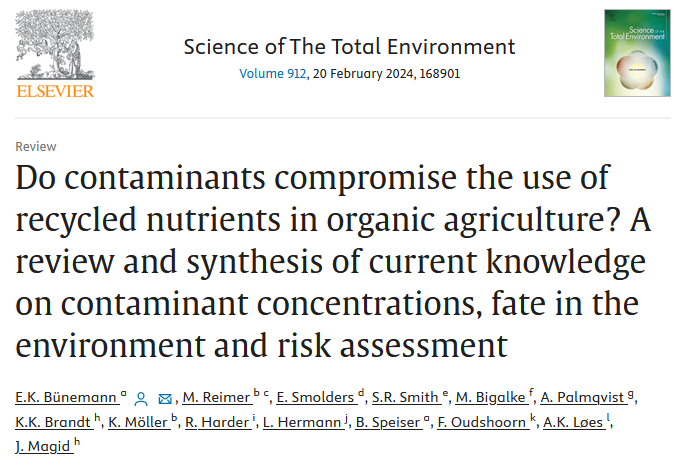 Science of The Total Environment
Volume 912, 20 February 2024, 168901
ELSEVIER
Science of the
Total Environment
Review
Do contaminants compromise the use of
recycled nutrients in organic agriculture? A
review and synthesis of current knowledge
on contaminant concentrations, fate in the
environment and risk assessment
E.K. Bünemann a, M. Reimer b c, E. Smolders d, S.R. Smith e, M. Bigalke f, A. Palmqvist g,
K.K. Brandt h, K. Möller b, R. Harder i, L. Hermann j, B. Speiser a, F. Oudshoorn k, A.K. Løes l,
J. Magid h